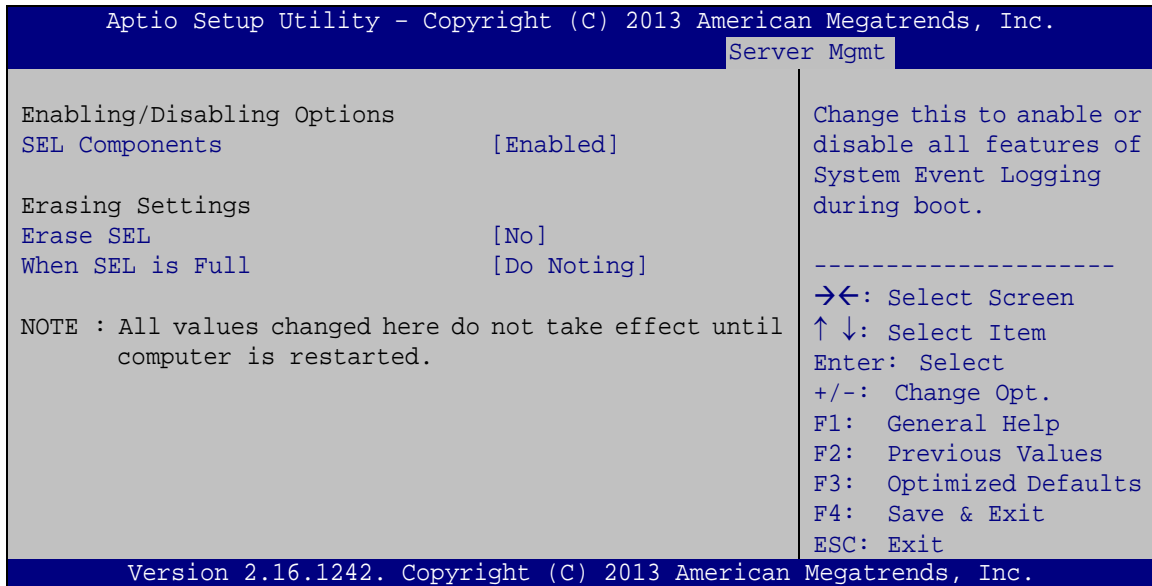 Aptio Setup Utility – Copyright (C) 2013 American Megatrends, Inc.
Server Mgmt
Enabling/Disabling Options
SEL Components [Enabled]
Erasing Settings
Erase SEL [No]
When SEL is Full [Do Noting]
NOTE : All values changed here do not take effect until
computer is restarted.
Change this to anable or
disable all features of
System Event Logging
during boot.
---------------------
→←: Select Screen
↑ ↓: Select Item
Enter: Select
+/-: Change Opt.
F1: General Help
F2: Previous Values
F3: Optimized Defaults
F4: Save & Exit
ESC: Exit
Version 2.16.1242. Copyright (C) 2013 American Megatrends, Inc.